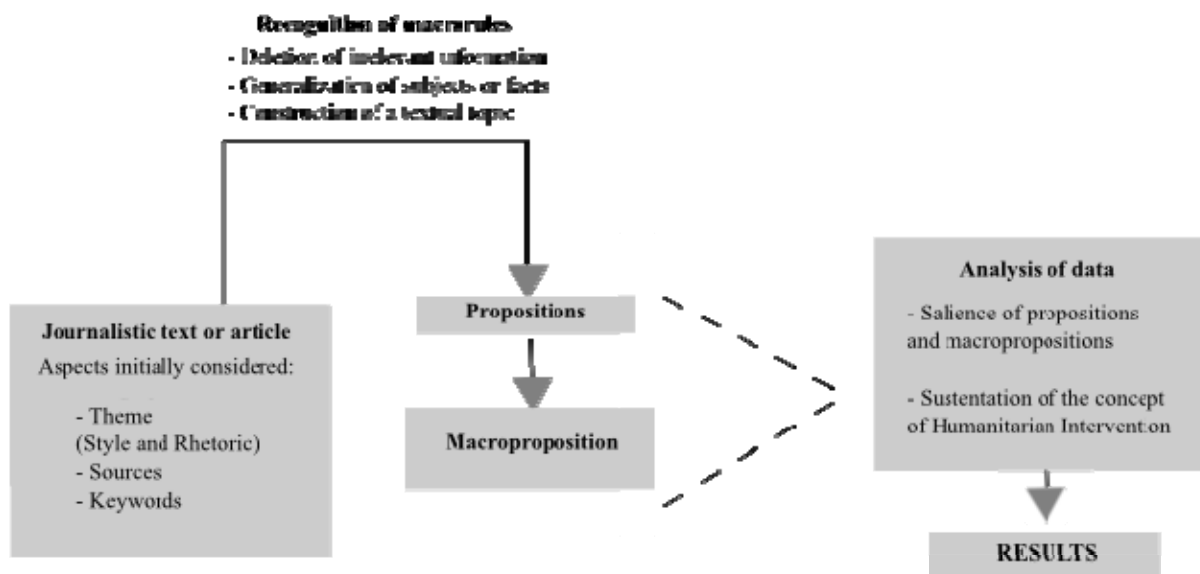 Recognition of macrorules
- Deletion of irrelevant information
- Generalization of subjects or facts
- Construction of a textual topic
Journalistic text or article
Aspects initially considered:
- Theme
(Style and Rhetoric)
- Sources
- Keywords
Propositions
Macroproposition
Analysis of data
- Salience of propositions
and macropropositions
- Sustentation of the concept
of Humanitarian Intervention
RESULTS